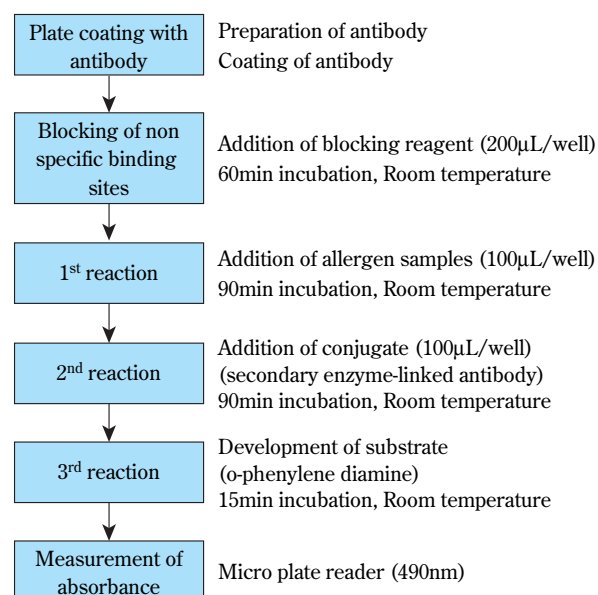 Plate coating with
antibody
Preparation of antibody
Coating of antibody
Blocking of non
specific binding
sites
Addition of blocking reagent (200μL/well)
60min incubation, Room temperature
1st reaction
Addition of allergen samples (100μL/well)
90min incubation, Room temperature
2nd reaction
Addition of conjugate (100μL/well)
(secondary enzyme-linked antibody)
90min incubation, Room temperature
3rd reaction
Development of substrate
(o-phenylene diamine)
15min incubation, Room temperature
Measurement of
absorbance
Micro plate reader (490nm)